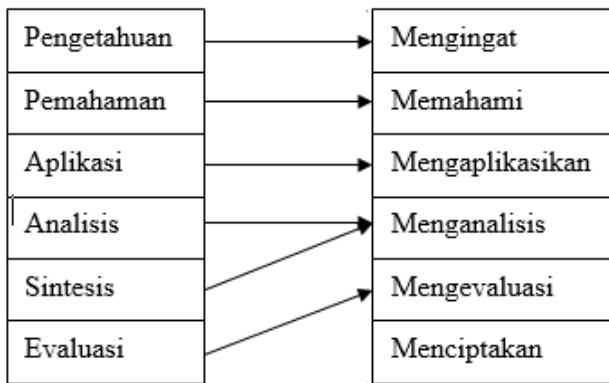 Pengetahuan
Mengingat
Pemahaman
Memahami
Aplikasi
Mengaplikasikan
Analisis
Menganalisis
Sintesis
Mengevaluasi
Evaluasi
Menciptakan